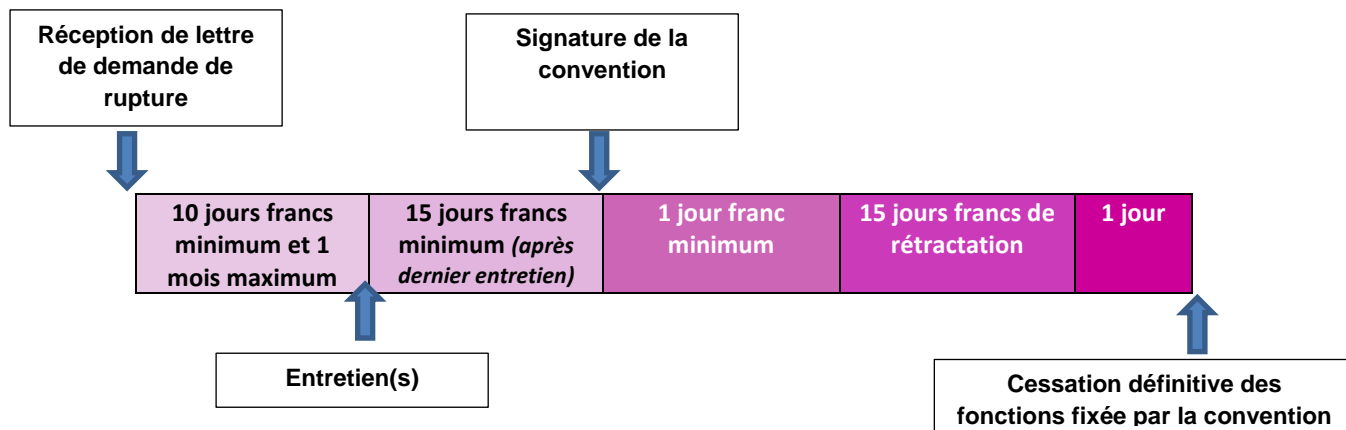 Réception de lettre
de demande de
rupture
Signature de la
convention
10 jours francs
minimum et 1
mois maximum
15 jours francs
minimum (après
dernier entretien)
1 jour franc
minimum
15 jours francs de
rétractation
1 jour
Entretien(s)
Cessation définitive des
fonctions fixée par la convention